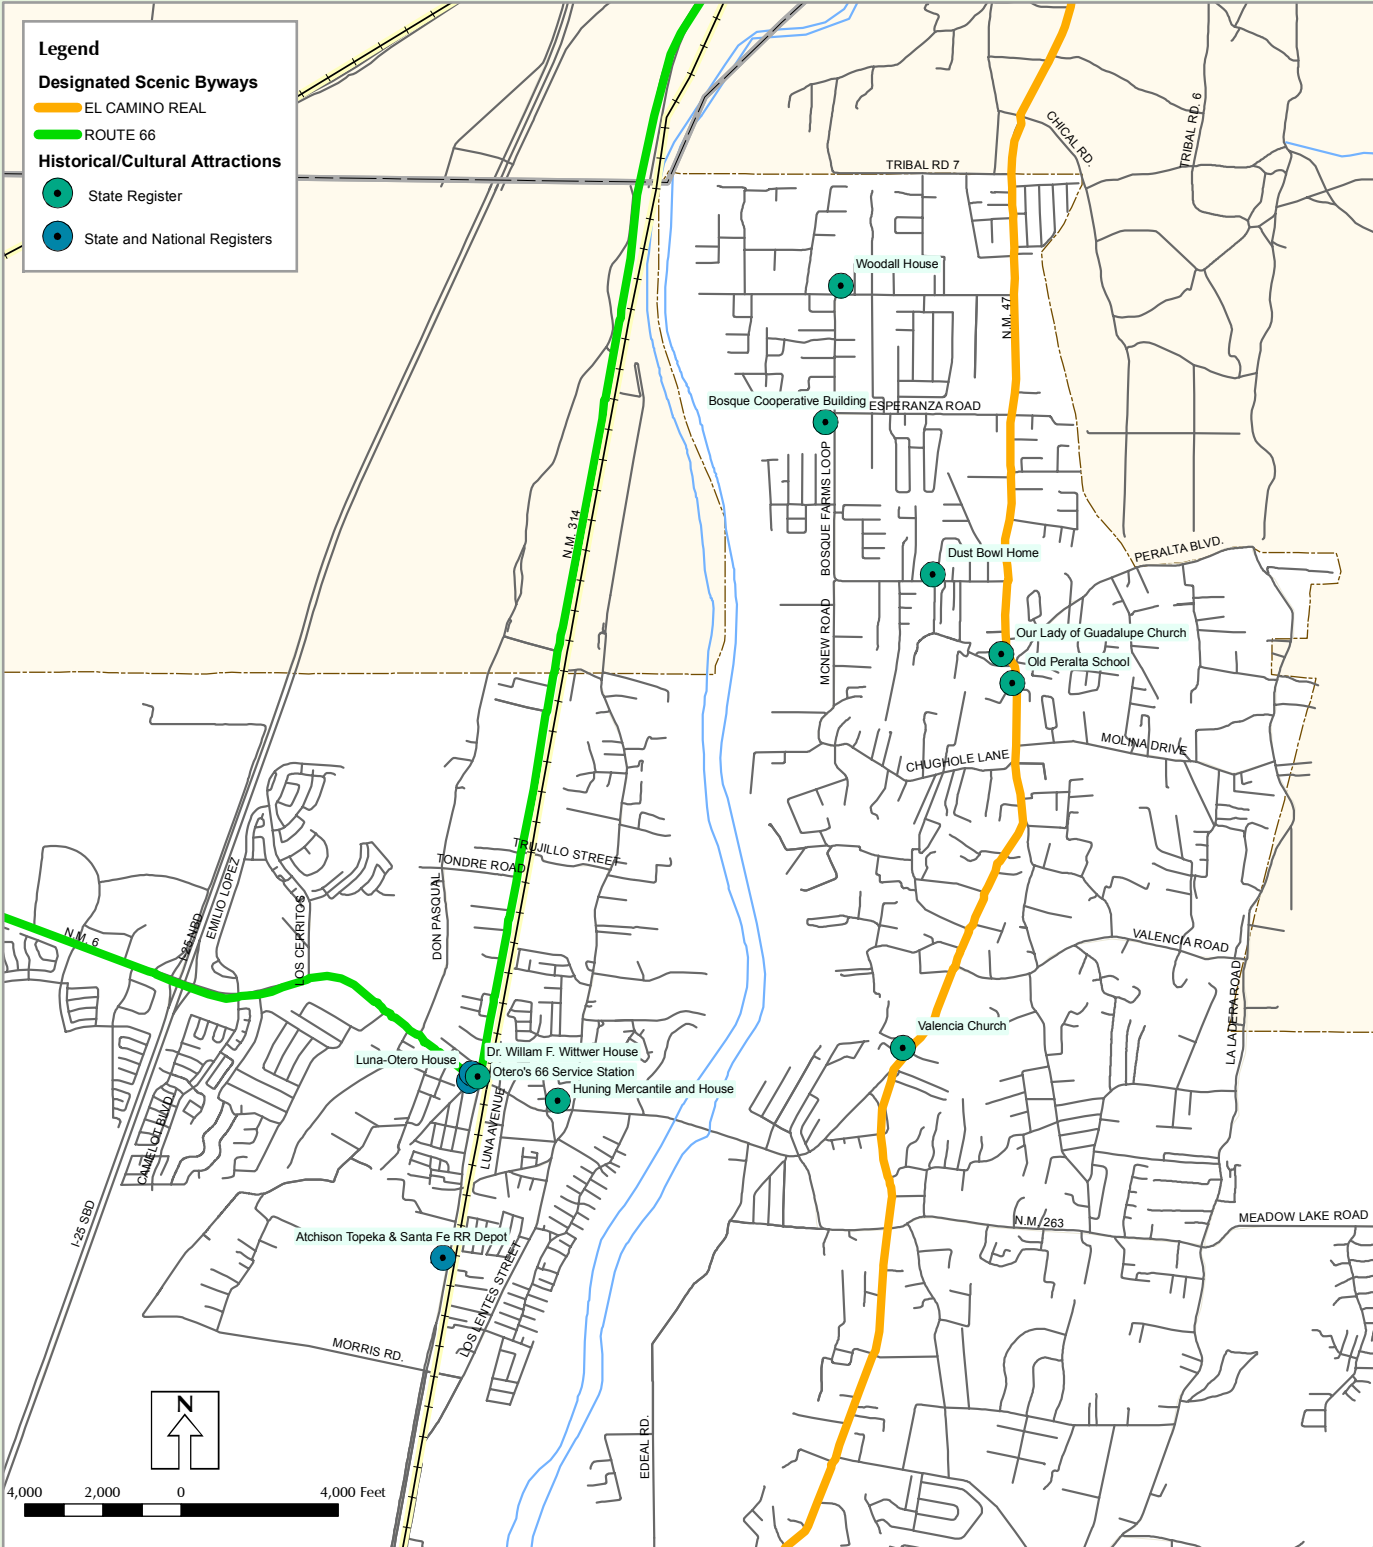 Legend
Designated Scenic Byways
EL CAMINO REAL
ROUTE 66
Historical/Cultural Attractions
State Register
State and National Registers
CHICAL RD.
TRIBAL RD. 6
TRIBAL RD 7
Woodall House
N.M. 47
Bosque Cooperative Building
ESPERANZA ROAD
BOSQUE FARMS LOOP
N.M. 314
PERALTA BLVD.
Dust Bowl Home
MCNEW ROAD
Our Lady of Guadalupe Church
Old Peralta School
MOLINA DRIVE
CHUGHOLE LANE
TRUJILLO STREET
TONDRE ROAD
EMILIO LOPEZ
LOS CERRITOS
DON PASQUAL
I-25 NBD
N.M. 6
VALENCIA ROAD
LA LADERA ROAD
Valencia Church
Dr. Willam F. Wittwer House
Luna-Otero House
Otero's 66 Service Station
Huning Mercantile and House
LUNA AVENUE
CAMELOT BLVD.
I-25 SBD
N.M. 263
MEADOW LAKE ROAD
Atchison Topeka & Santa Fe RR Depot
LOS LENTES STREET
MORRIS RD.
EDEAL RD.
N
4,000 2,000 0 4,000 Feet